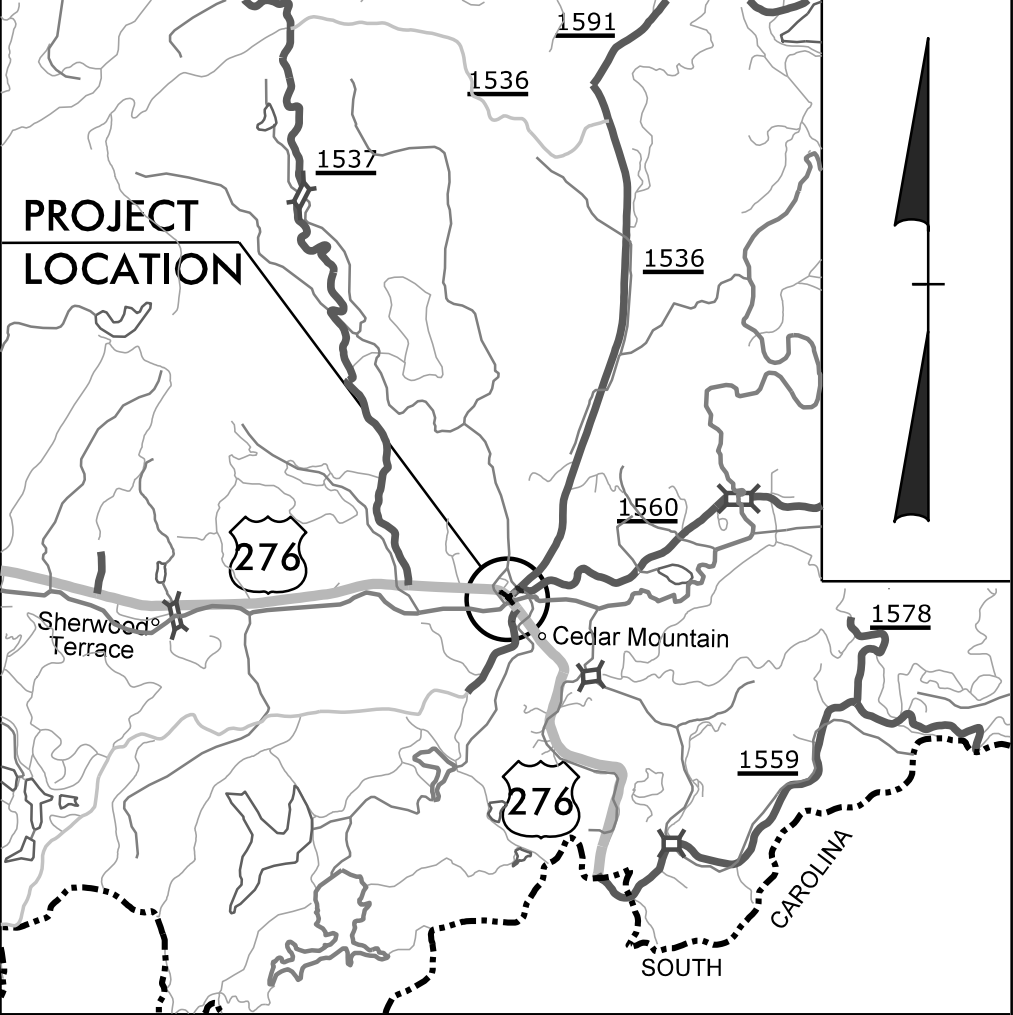 1591
1536
1537
PROJECT
LOCATION
1536
1560
276
Sherwood
Terrace
Cedar Mountain
1578
1559
276
CAROLINA
SOUTH